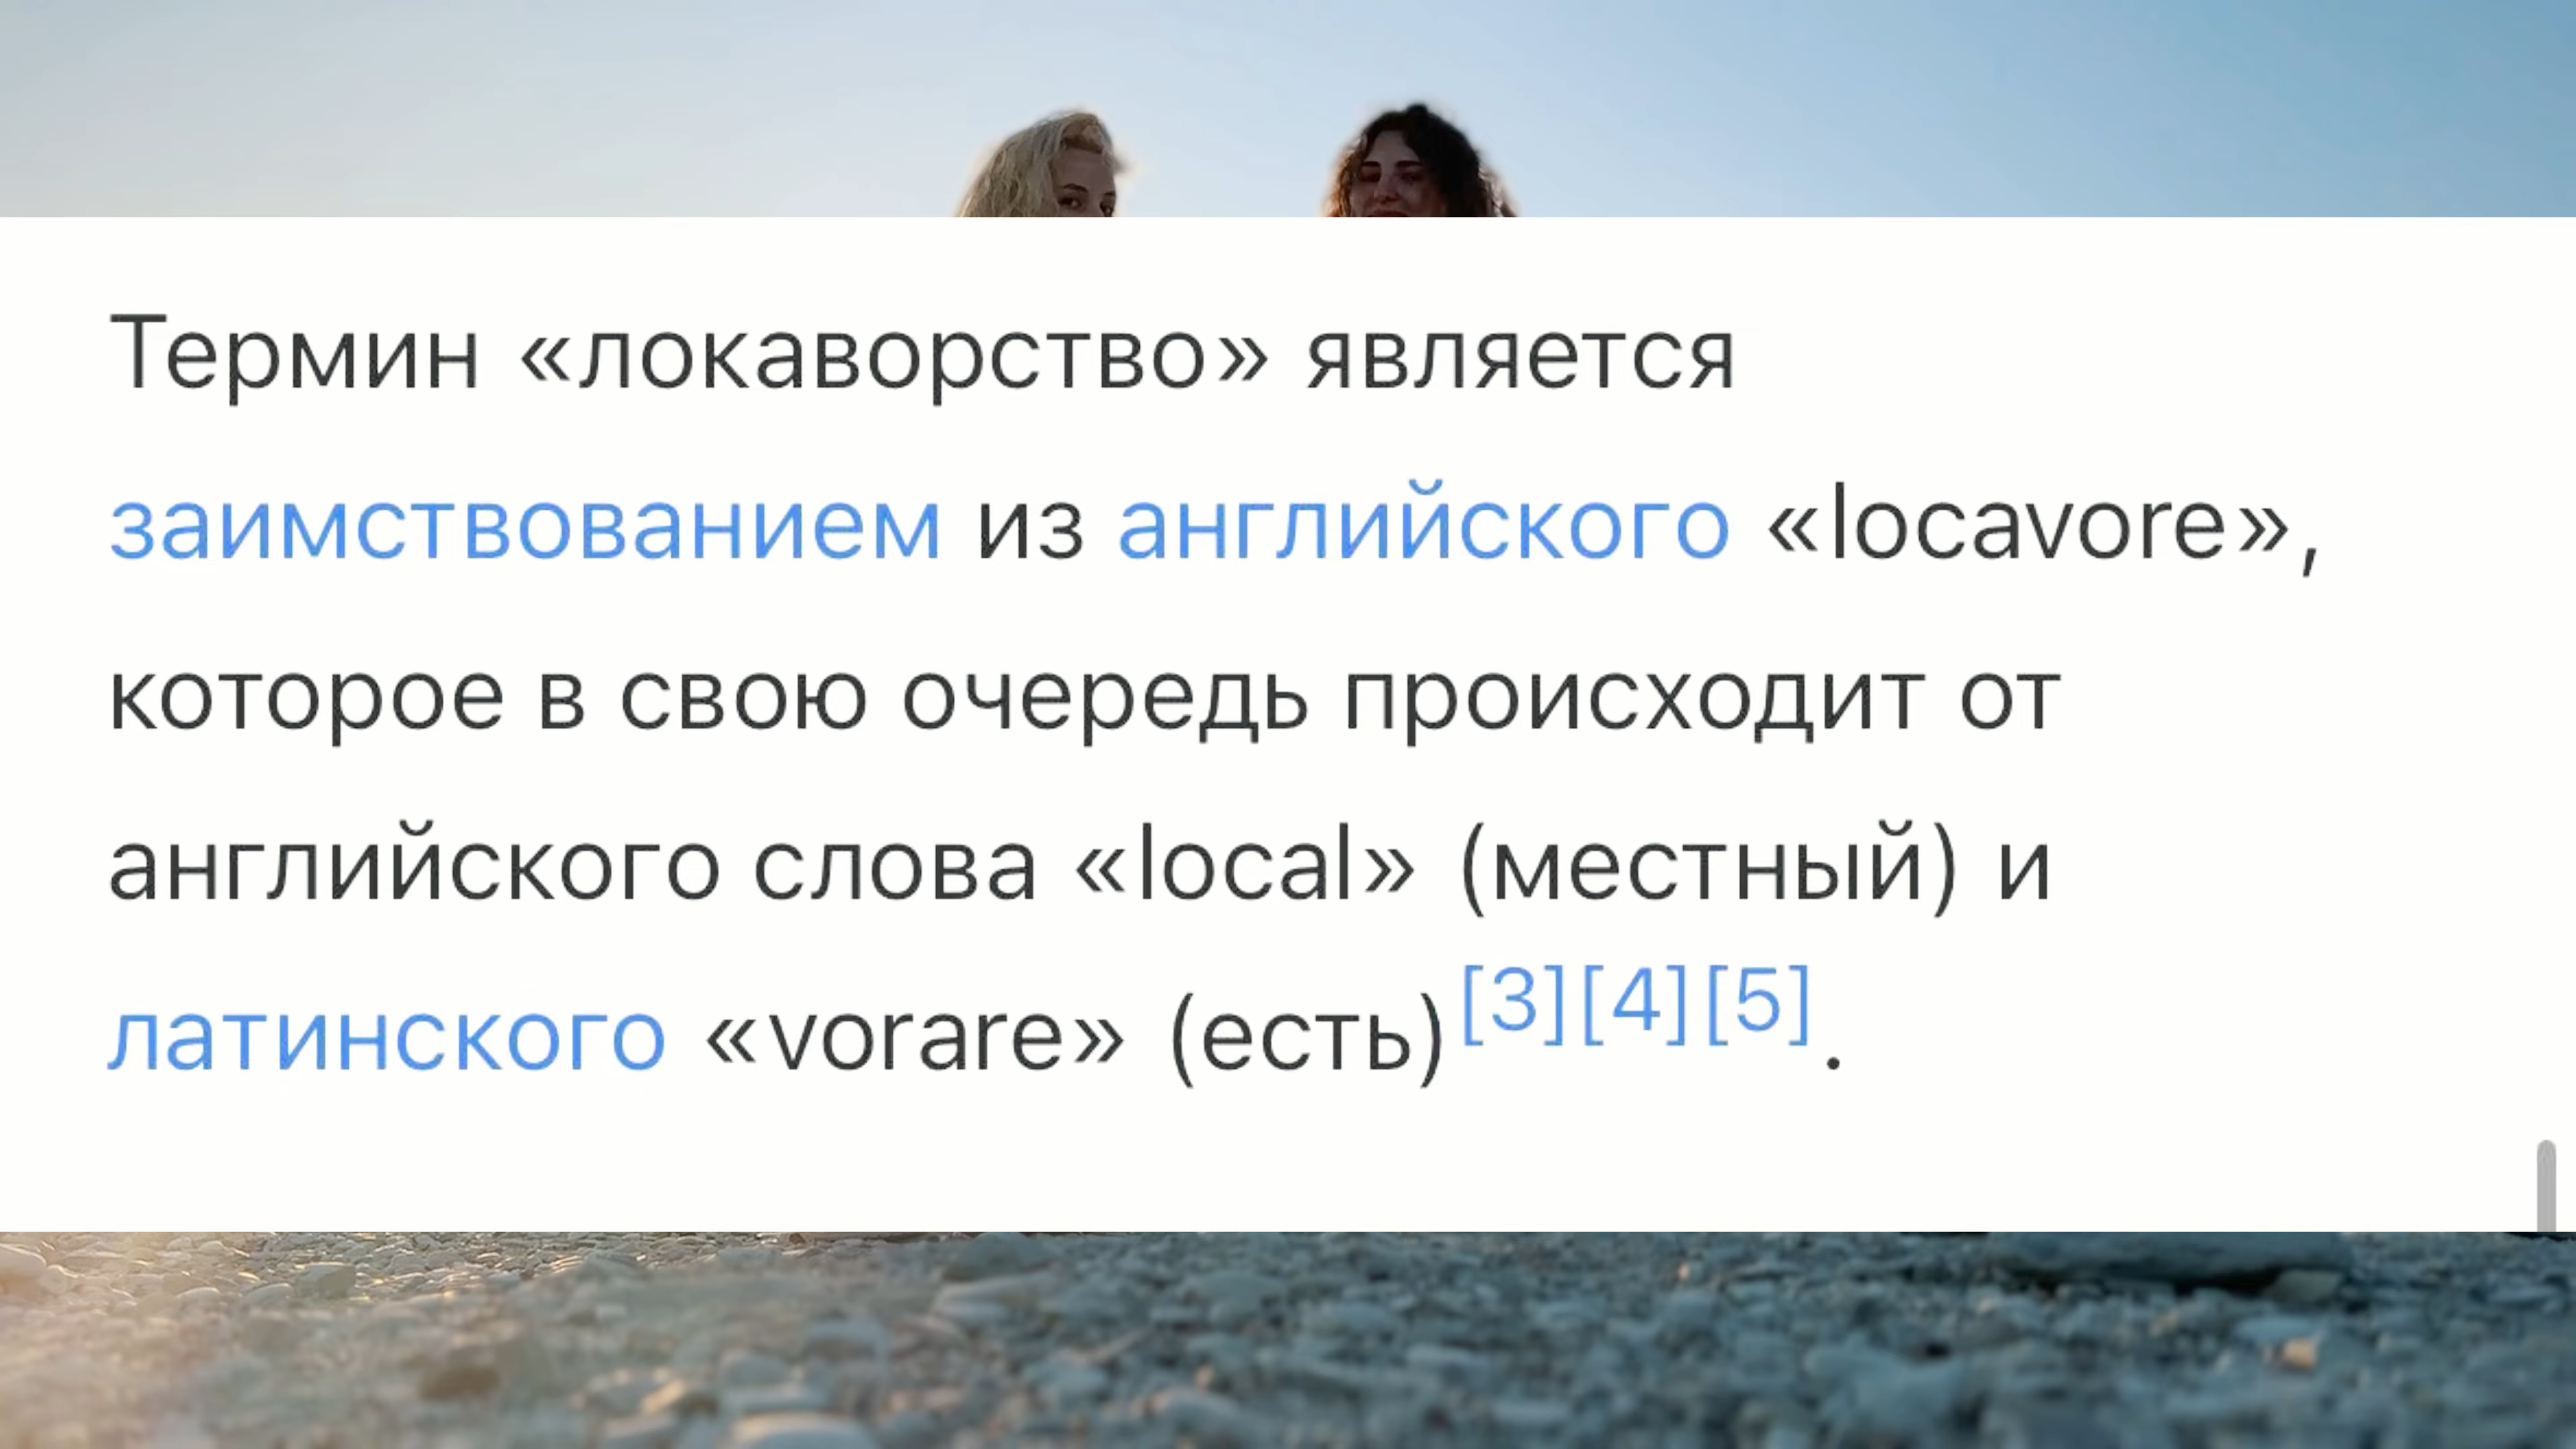 Термин «локаворство» является
заимствованием из английского «locavore»,
которое в свою очередь происходит от
английского слова «local» (местный) и
латинского «vorare» (есть)[3][4][5].